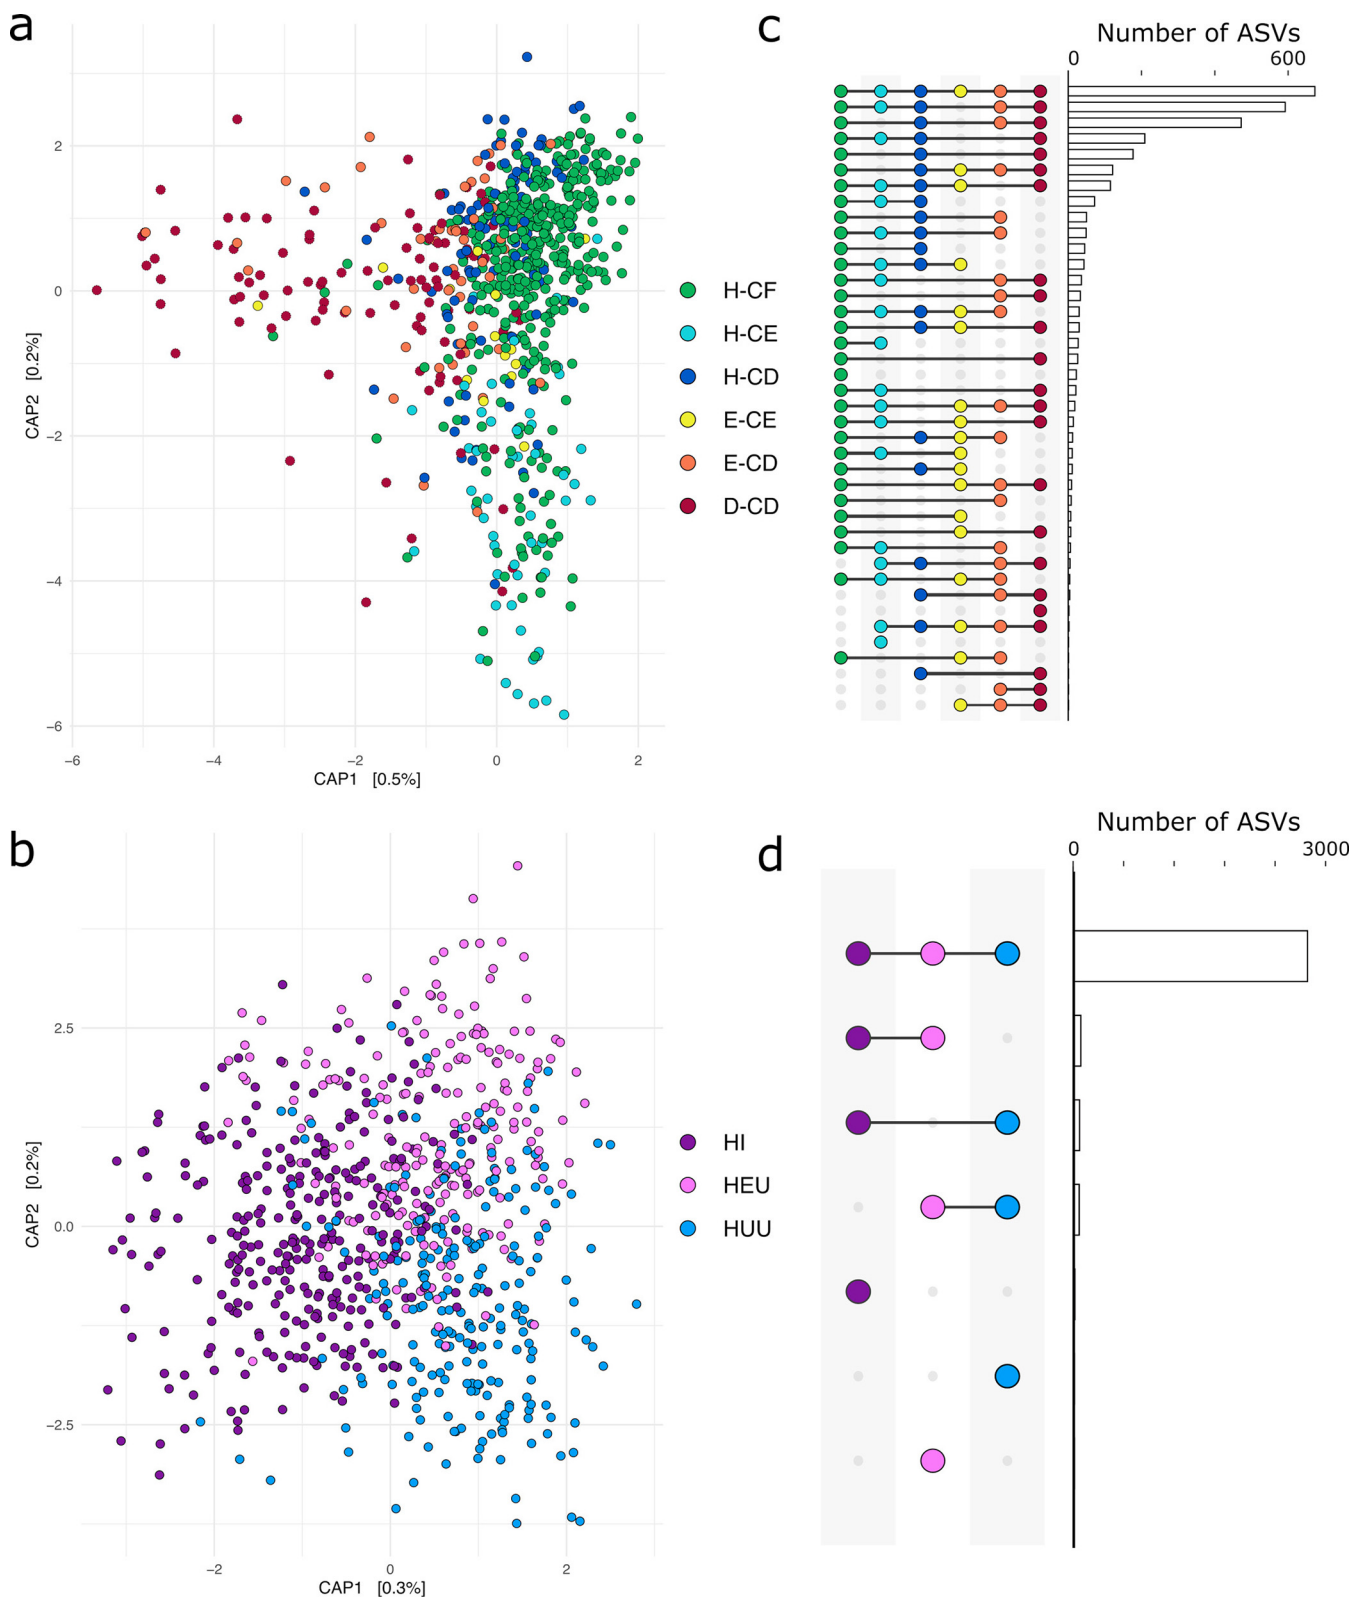 a
2
0
−2
−4
−6
CAP2 [0.2%]
−6
−4
−2
0
2
CAP1 [0.5%]
H-CF
H-CE
H-CD
E-CE
E-CD
D-CD
c
Number of ASVs
0
600
b
2.5
0.0
−2.5
CAP2 [0.2%]
−2
0
2
CAP1 [0.3%]
HI
HEU
HUU
d
Number of ASVs
0
3000